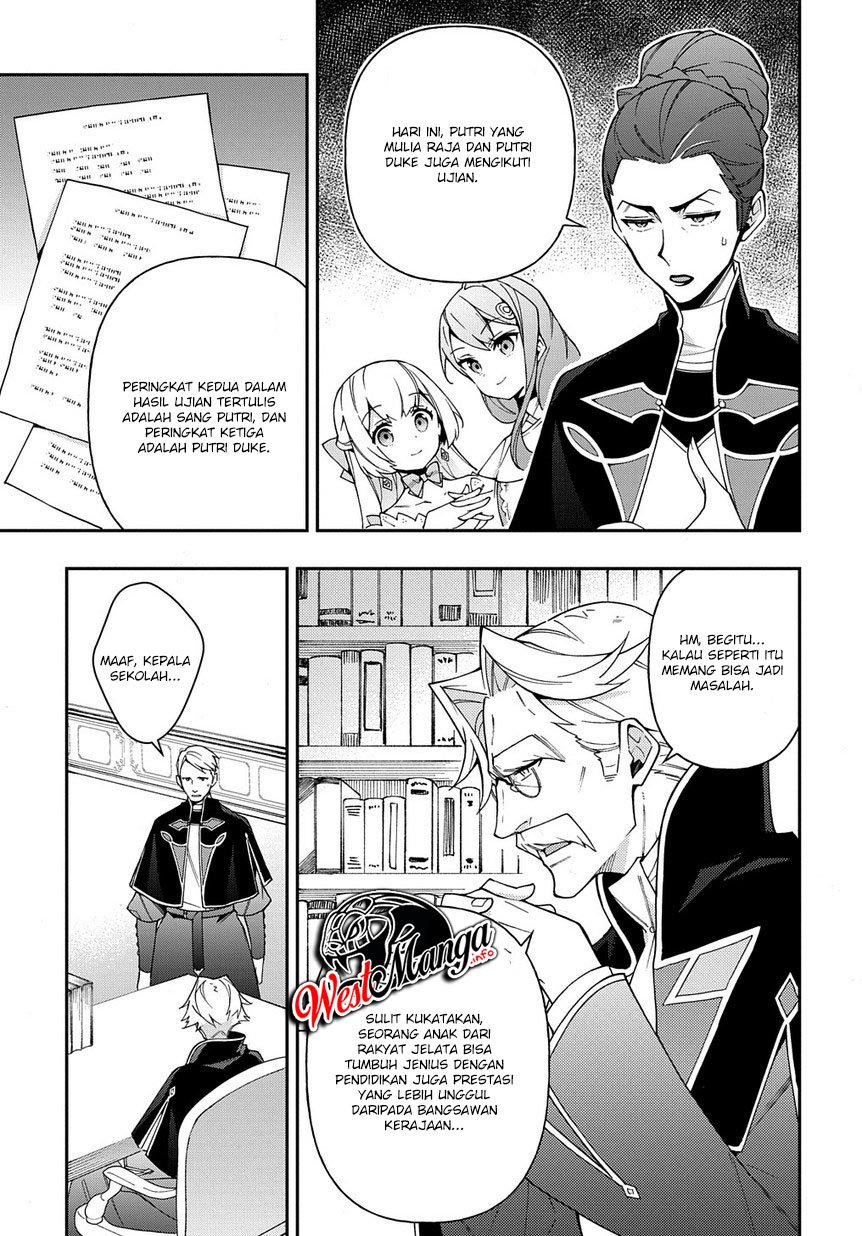 HARI INI, PUTRI YANG
MULIA RAJA DAN PUTRI
DUKE JUGA MENGIKUTI
UJIAN.
PERINGKAT KEDUA DALAM
HASIL UJIAN TERTULIS
ADALAH SANG PUTRI, DAN
PERINGKAT KETIGA
ADALAH PUTRI DUKE.
HM, BEGITU...
KALAU SEPERTI ITU
MEMANG BISA JADI
MASALAH.
SULIT KUKATAKAN,
SEORANG ANAK DARI
RAKYAT JELATA BISA
TUMBUH JENIUS DENGAN
PENDIDIKAN JUGA PRESTASI
YANG LEBIH UNGGUL
DARIPADA BANGSAWAN
KERAJAAN...
MAAF, KEPALA
SEKOLAH...
WestManga
.info